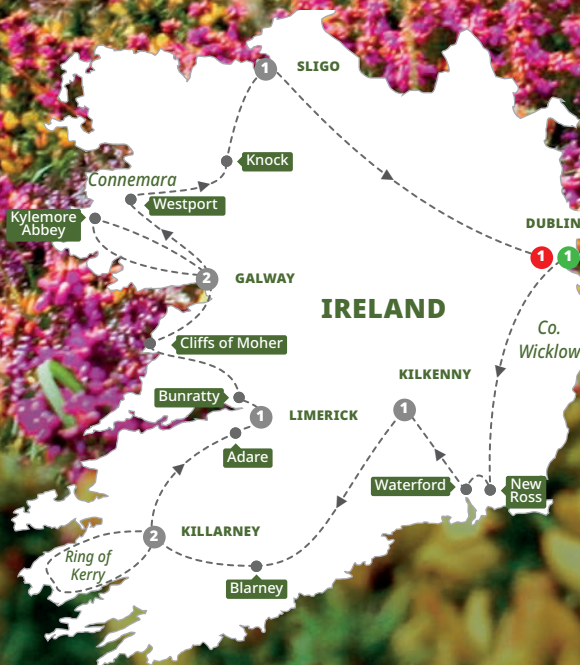 1
SLIGO
Knock
Connemara
Westport
Kylemore
Abbey
DUBLIN
1
1
2
GALWAY
IRELAND
Co.
Wicklow
Cliffs of Moher
KILKENNY
Bunratty
1
LIMERICK
1
Adare
Waterford
New
Ross
2
KILLARNEY
Ring of
Kerry
Blarney